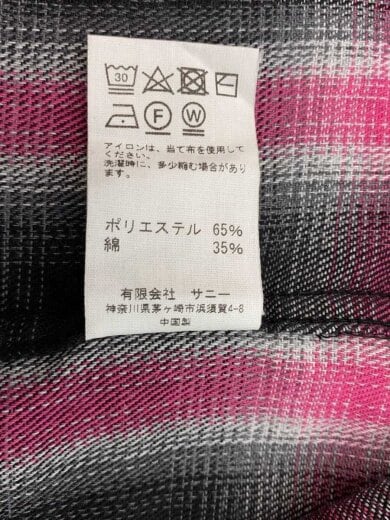 30
F W
アイロンは、当て布を使用して
ください。
洗濯時に、多少縮む場合があり
ます。
ポリエステル 65%
綿 35%
有限会社 サニー
神奈川県茅ヶ崎市浜須賀4-8
中国製